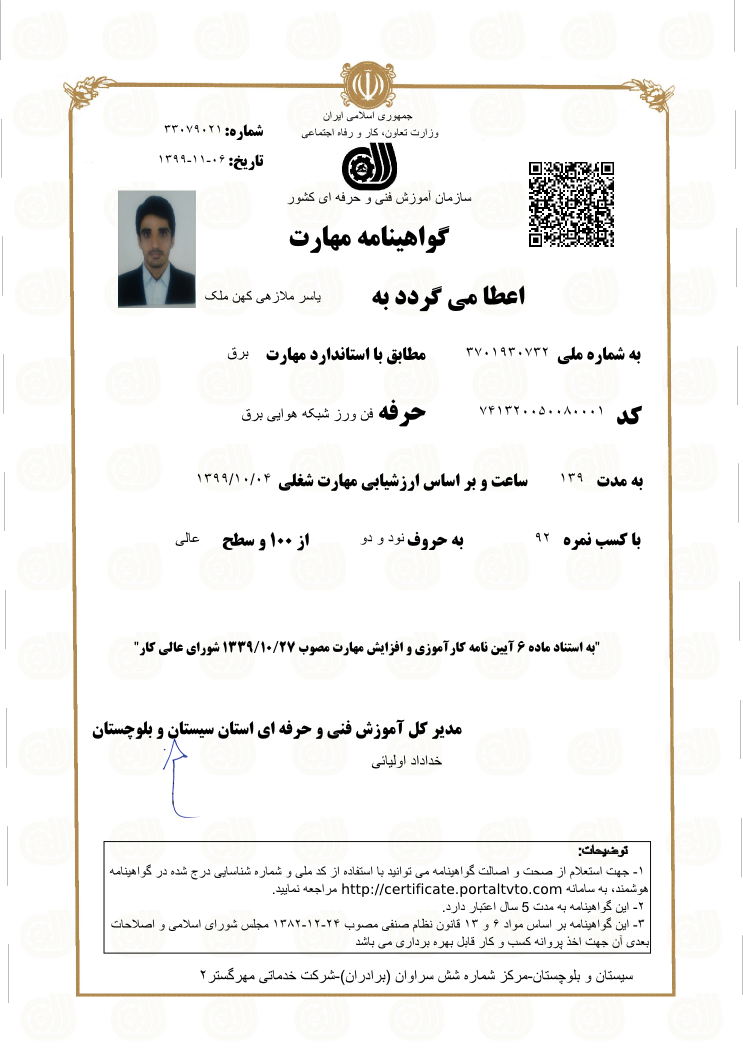 جمهوری اسلامی ایران
وزارت تعاون، کار و رفاه اجتماعی
شماره: ۳۳۰۷۹۰۲۱
تاریخ: ۱۳۹۹-۱۱-۰۶
سازمان آموزش فنی و حرفه ای کشور
گواهینامه مهارت
اعطا می گردد به یاسر ملازهی کهن ملک
به شماره ملی ۳۷۰۱۹۳۰۷۳۲ مطابق با استاندارد مهارت برق
کد ۷۴۱۳۲۰۰۵۰۰۸۰۰۰۱ حرفه فن ورز شبکه هوایی برق
به مدت ۱۳۹ ساعت و بر اساس ارزشیابی مهارت شغلی ۱۳۹۹/۱۰/۰۴
با کسب نمره ۹۲ به حروف نود و دو از ۱۰۰ و سطح عالی
"به استناد ماده ۶ آیین نامه کارآموزی و افزایش مهارت مصوب ۱۳۳۹/۱۰/۲۷ شورای عالی کار"
مدیر کل آموزش فنی و حرفه ای استان سیستان و بلوچستان
خداداد اولیائی
توضیحات:
۱- جهت استعلام از صحت و اصالت گواهینامه می توانید با استفاده از کد ملی و شماره شناسایی درج شده در گواهینامه
هوشمند، به سامانه http://certificate.portaltvto.com مراجعه نمایید.
۲- این گواهینامه به مدت 5 سال اعتبار دارد.
۳- این گواهینامه بر اساس مواد ۶ و ۱۳ قانون نظام صنفی مصوب ۲۴-۱۲-۱۳۸۲ مجلس شورای اسلامی و اصلاحات
بعدی آن جهت اخذ پروانه کسب و کار قابل بهره برداری می باشد
سیستان و بلوچستان-مرکز شماره شش سراوان (برادران)-شرکت خدماتی مهرگستر۲